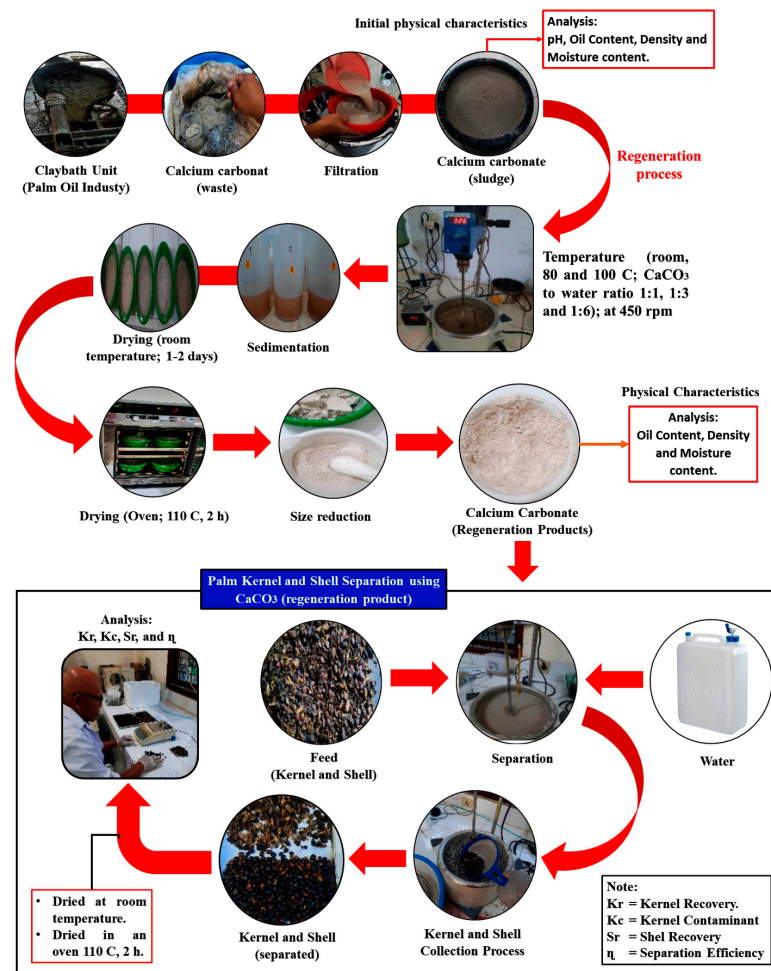 Initial physical characteristics
Analysis:
pH, Oil Content, Density and
Moisture content.
Claybath Unit
(Palm Oil Industy)
Calcium carbonat
(waste)
Filtration
Calcium carbonate
(sludge)
Regeneration
process
326
Temperature (room,
80 and 100 C; CaCO₃
to water ratio 1:1, 1:3
and 1:6); at 450 rpm
Sedimentation
Drying (room
temperature; 1-2 days)
Drying (Oven; 110 C, 2 h)
Size reduction
Calcium Carbonate
(Regeneration Products)
Physical Characteristics
Analysis:
Oil Content, Density
and Moisture
content.
Palm Kernel and Shell Separation using
CaCO₃ (regeneration product)
Analysis:
Kr, Kc, Sr, and η
Feed
(Kernel and Shell)
Separation
Water
Kernel and Shell
(separated)
Kernel and Shell
Collection Process
• Dried at room
temperature.
• Dried in an
oven 110 C, 2 h.
Note:
Kr = Kernel Recovery.
Kc = Kernel Contaminant
Sr = Shel Recovery
η = Separation Efficiency